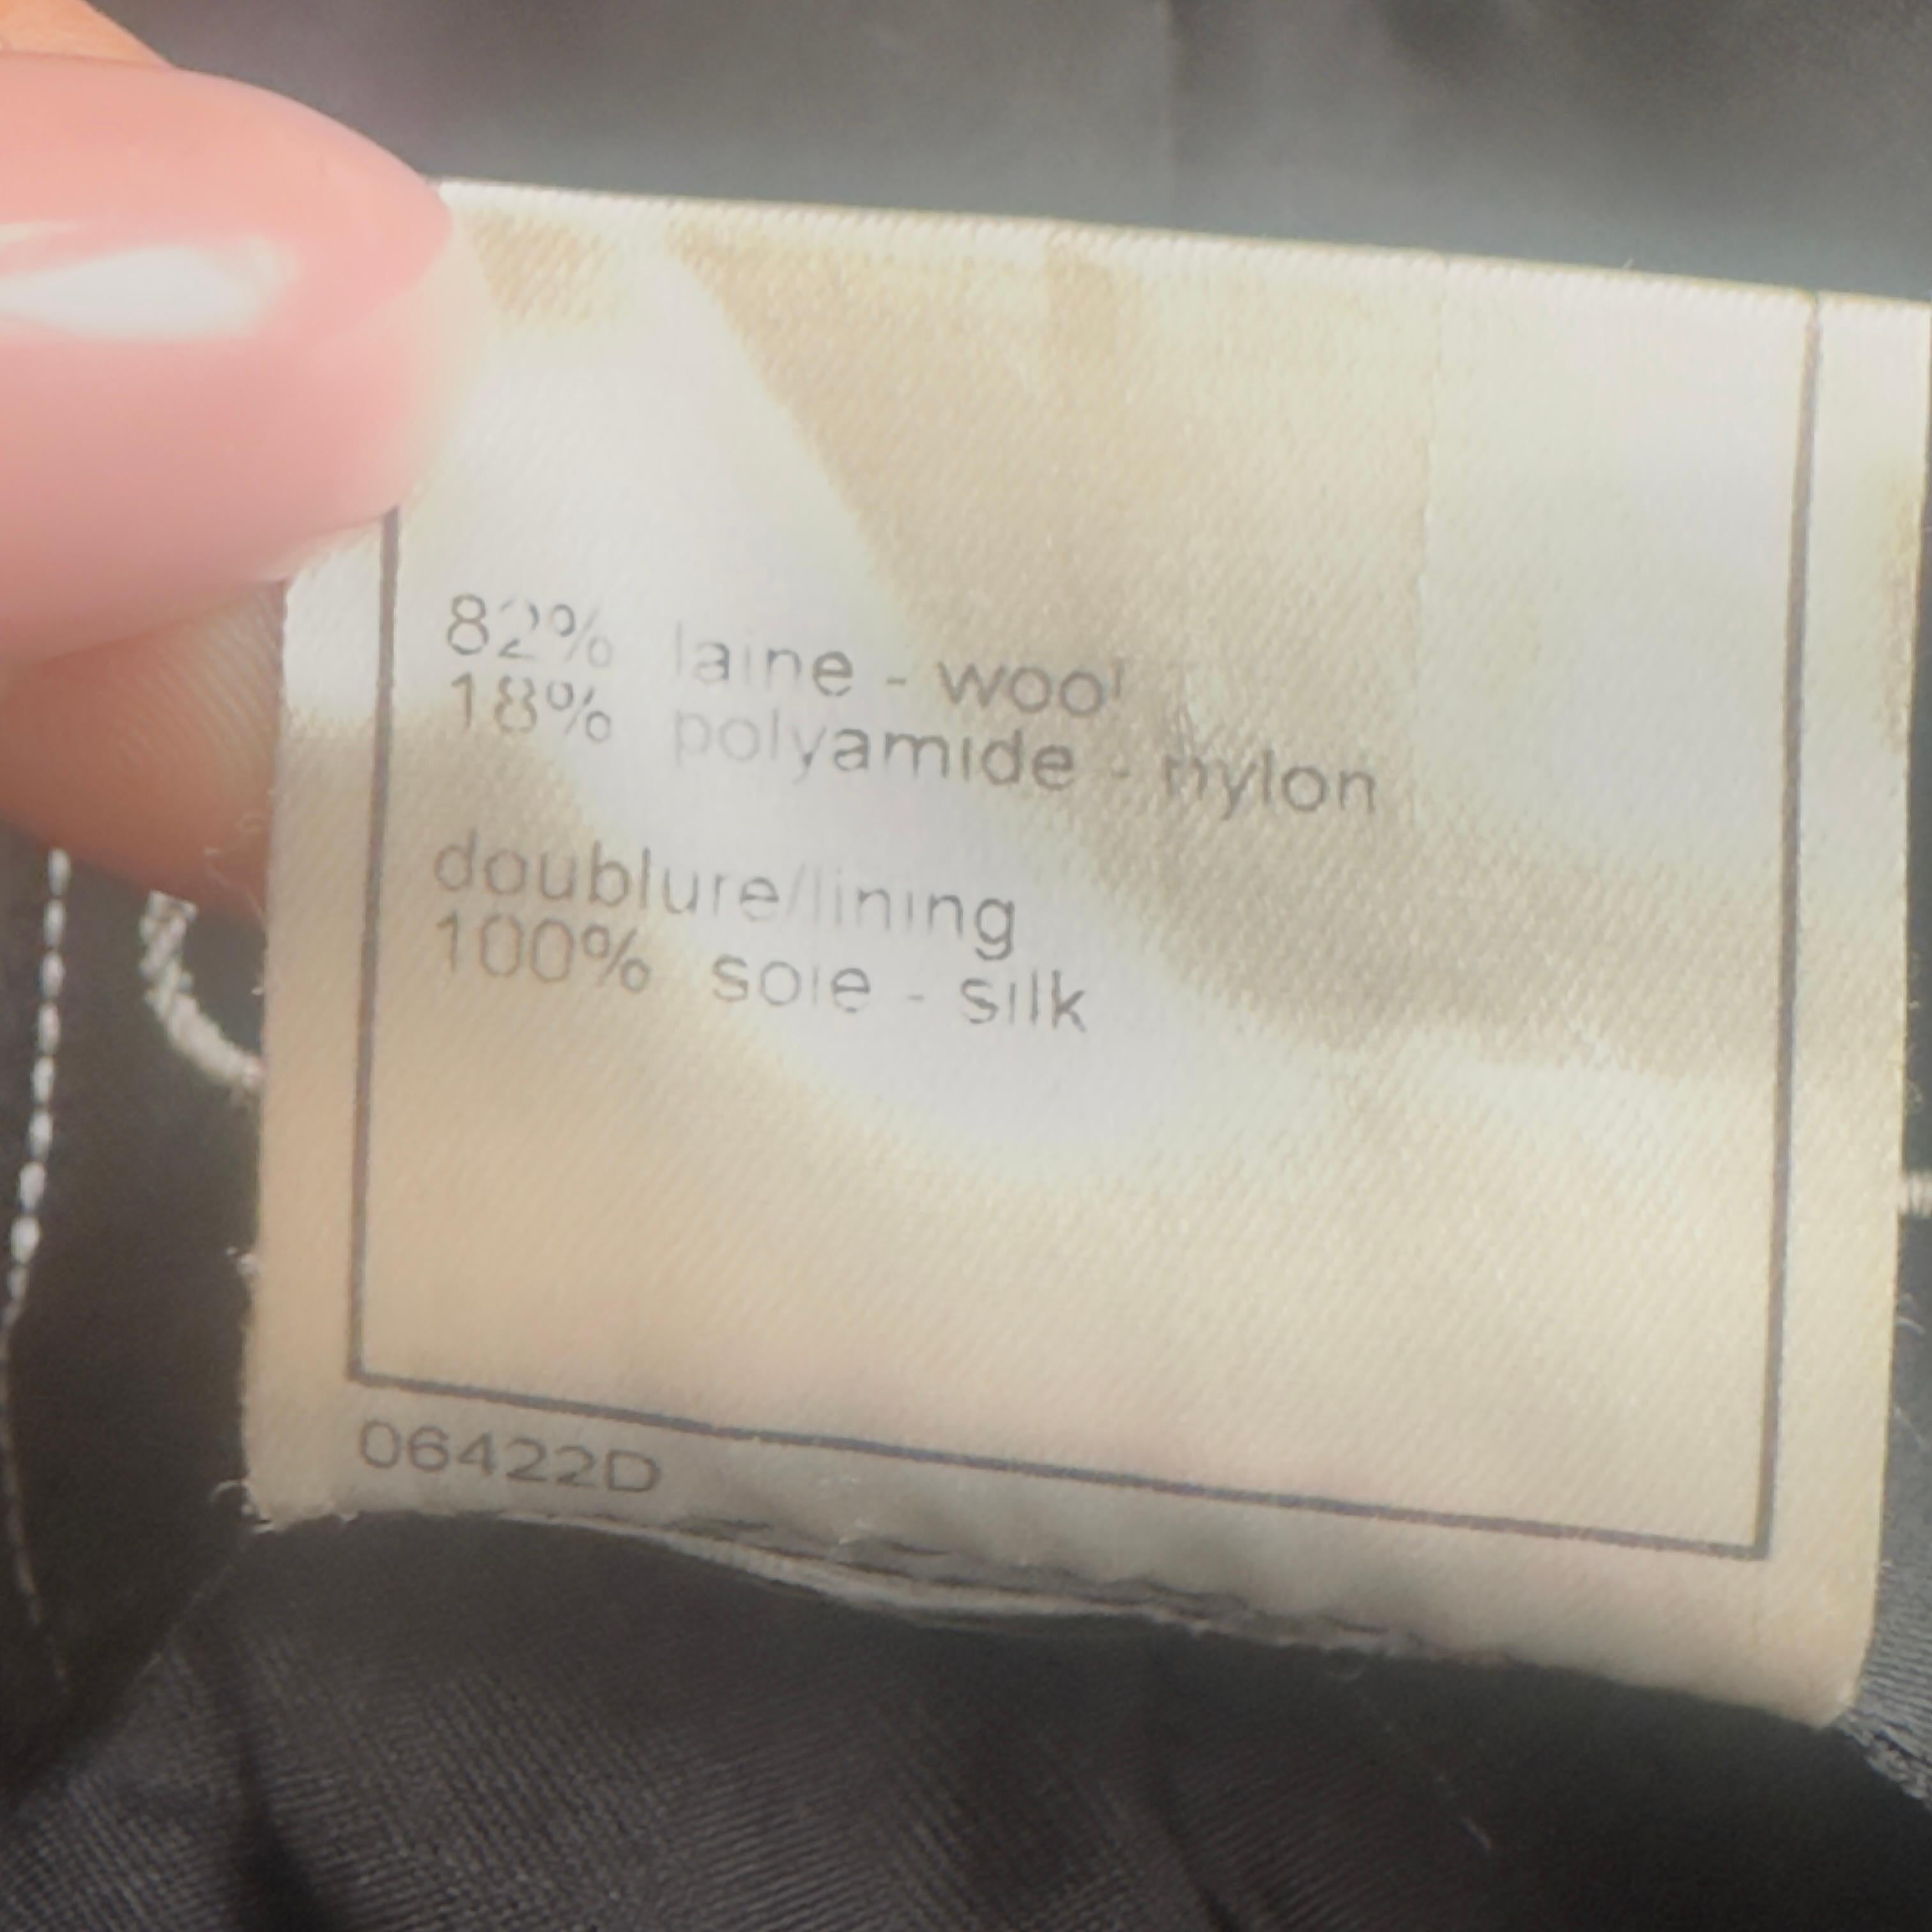 82% laine - wool
18% polyamide - nylon
doublure/lining
100% soie - silk
06422D